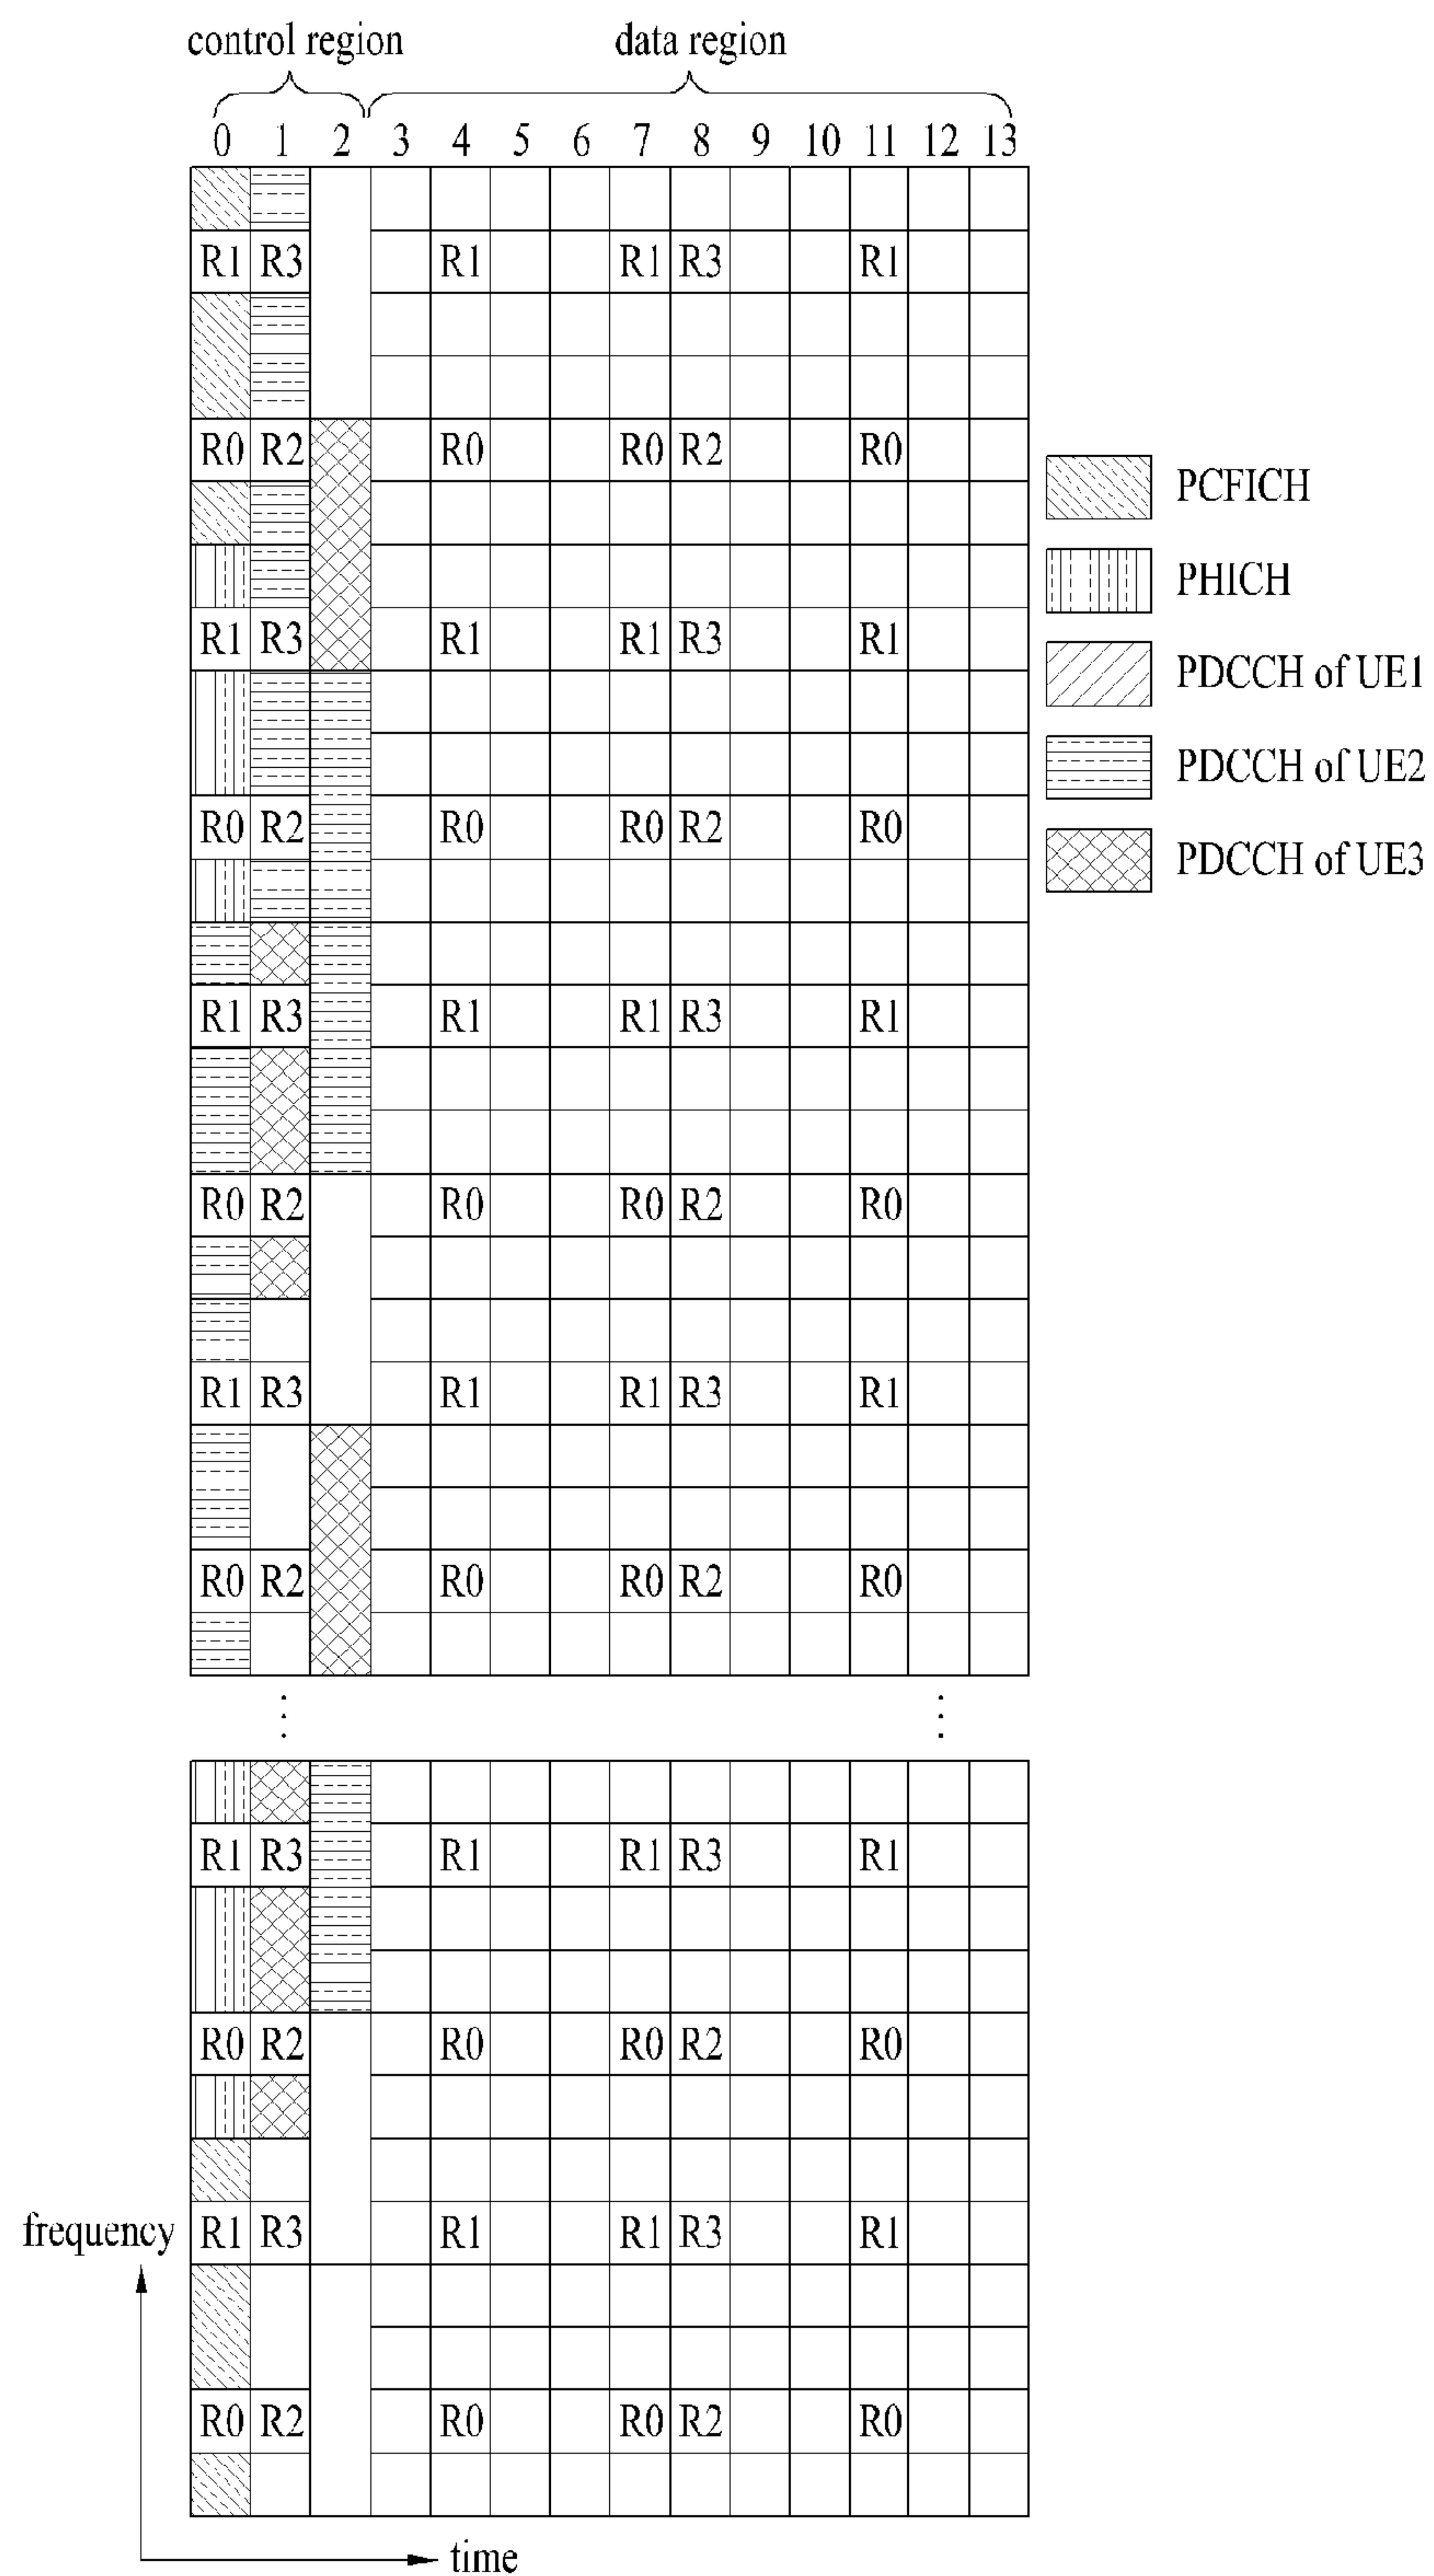 control region data region
0 1 2 3 4 5 6 7 8 9 10 11 12 13
R1 R3 R1 R1 R3 R1
R0 R2 R0 R0 R2 R0
PCFICH
PHICH
R1 R3 R1 R1 R3 R1
PDCCH of UE1
PDCCH of UE2
R0 R2 R0 R0 R2 R0
PDCCH of UE3
R1 R3 R1 R1 R3 R1
R0 R2 R0 R0 R2 R0
R1 R3 R1 R1 R3 R1
R0 R2 R0 R0 R2 R0
R1 R3 R1 R1 R3 R1
R0 R2 R0 R0 R2 R0
frequency R1 R3 R1 R1 R3 R1
R0 R2 R0 R0 R2 R0
time